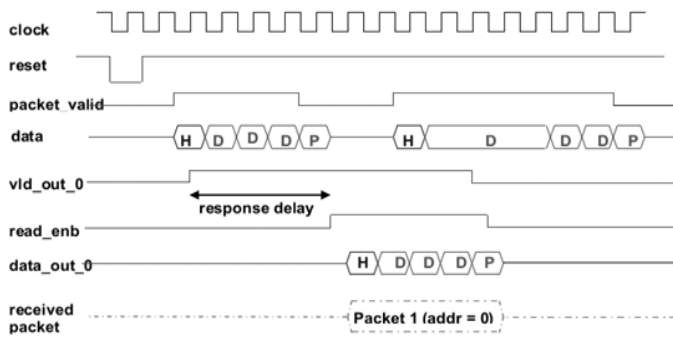 clock
reset
packet_valid
data H D D D P H D D D P
vld_out_0
response delay
read_enb
data_out_0 H D D D P
received
packet
Packet 1 (addr = 0)